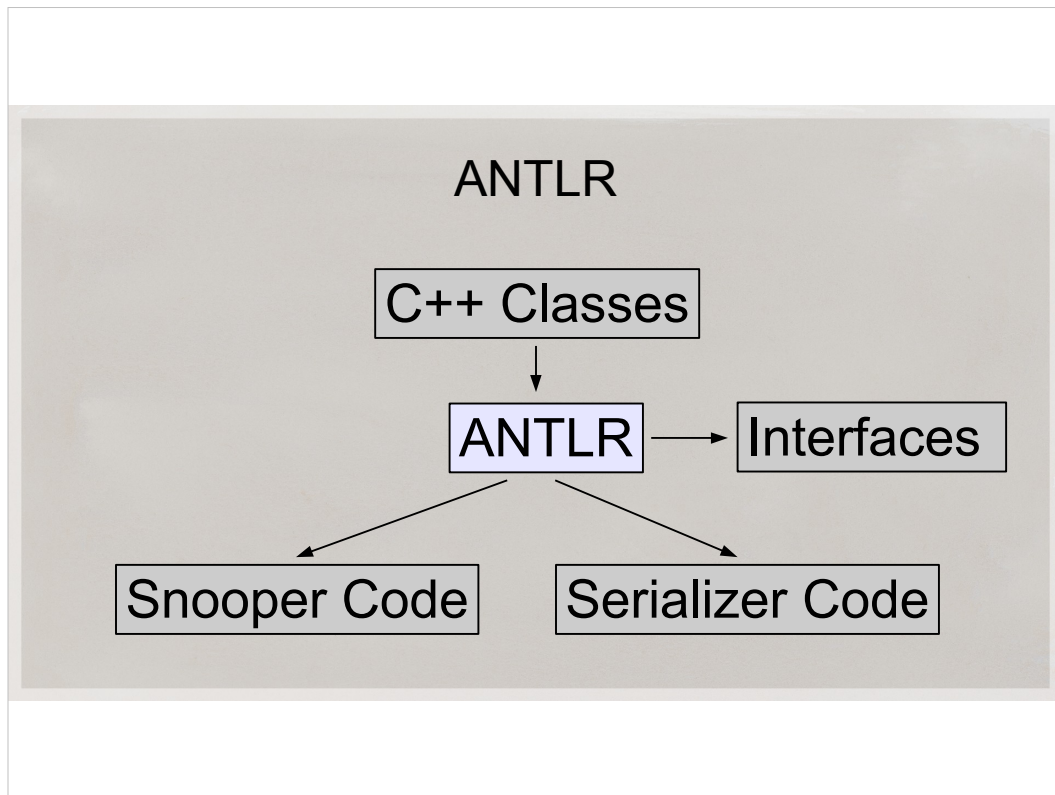 ANTLR
C++ Classes
ANTLR
Interfaces
Snooper Code
Serializer Code